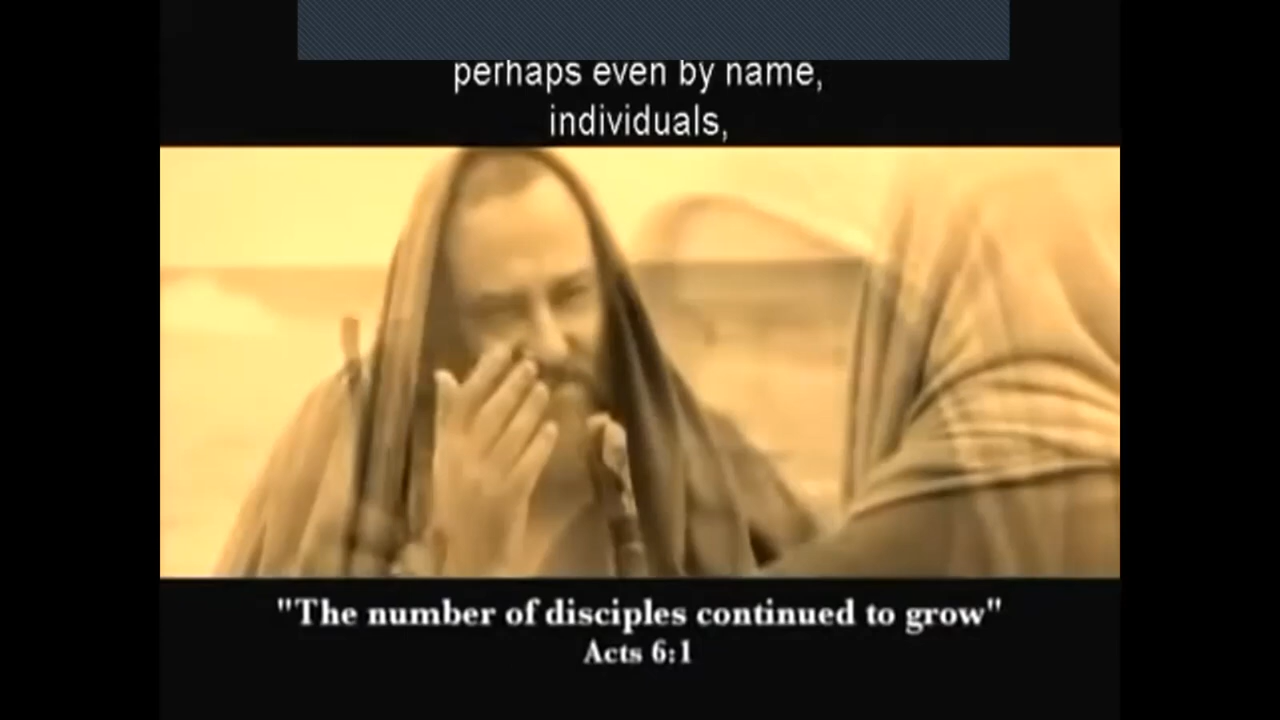 perhaps even by name,
individuals,
"The number of disciples continued to grow"
Acts 6:1